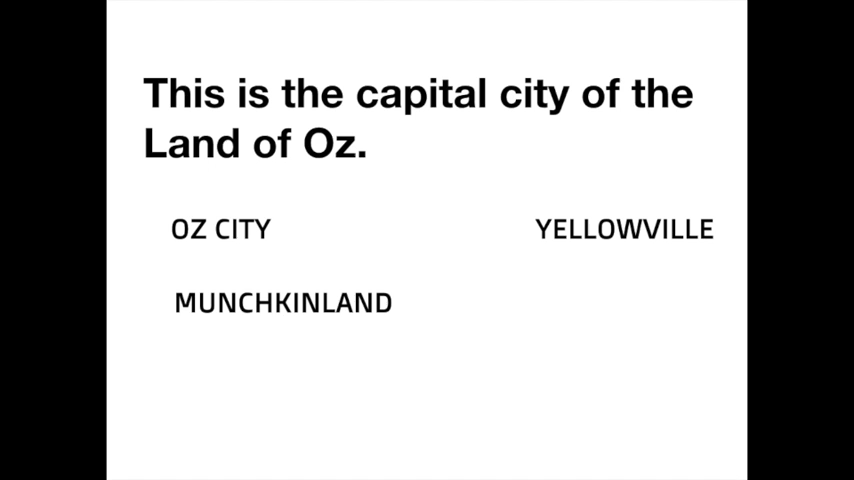 This is the capital city of the
Land of Oz.
OZ CITY
YELLOWVILLE
MUNCHKINLAND